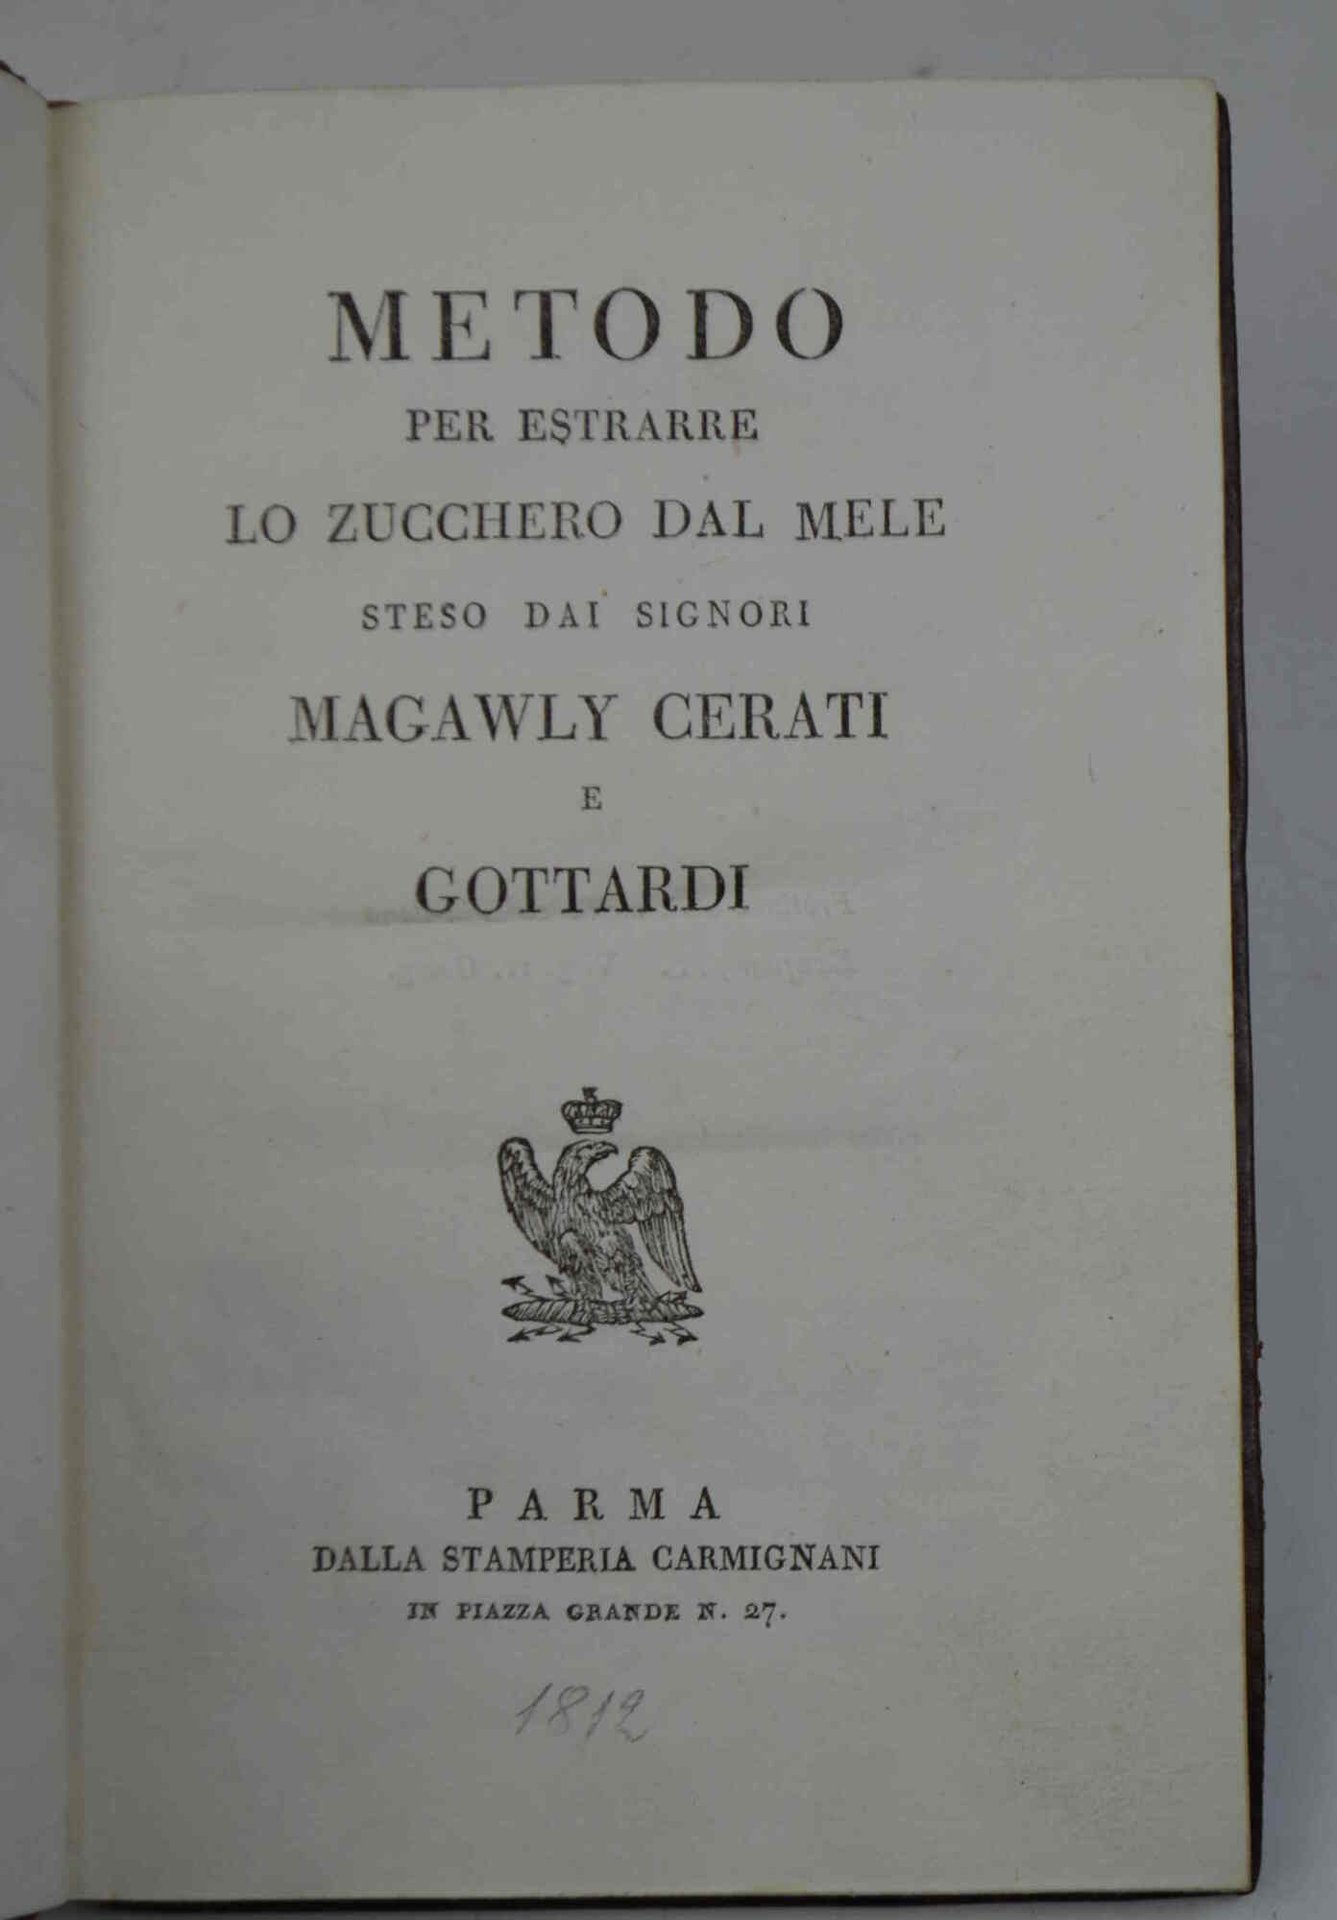 METODO
PER ESTRARRE
LO ZUCCHERO DAL MELE
STESO DAI SIGNORI
MAGAWLY CERATI
E
GOTTARDI
PARMA
DALLA STAMPERIA CARMIGNANI
IN PIAZZA GRANDE N. 27.
1812